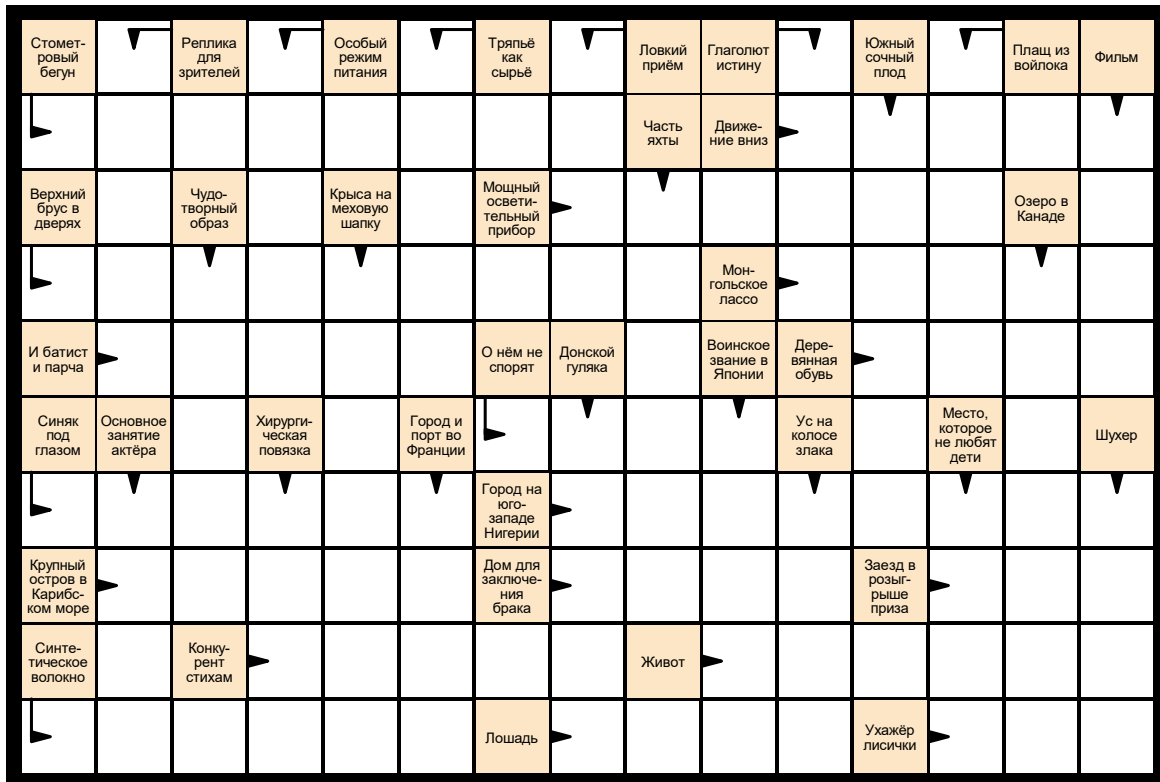 Стомет-
ровый
бегун
Реплика
для
зрителей
Особый
режим
питания
Тряпьё
как
сырьё
Ловкий
приём
Глаголют
истину
Южный
сочный
плод
Плащ из
войлока
Фильм
Часть
яхты
Движе-
ние вниз
Верхний
брус в
дверях
Чудо-
творный
образ
Крыса на
меховую
шапку
Мощный
освети-
тельный
прибор
Озеро в
Канаде
Мон-
гольское
лассо
И батист
и парча
О нём не
спорят
Донской
гуляка
Воинское
звание в
Японии
Дере-
вянная
обувь
Синяк
под
глазом
Основное
занятие
актёра
Хирурги-
ческая
повязка
Город и
порт во
Франции
Ус на
колосе
злака
Место,
которое
не любят
дети
Шухер
Город на
юго-
западе
Нигерии
Крупный
остров в
Карибс-
ком море
Дом для
заключе-
ния
брака
Заезд в
розыг-
рыше
приза
Синте-
тическое
волокно
Конку-
рент
стихам
Живот
Лошадь
Ухажёр
лисички